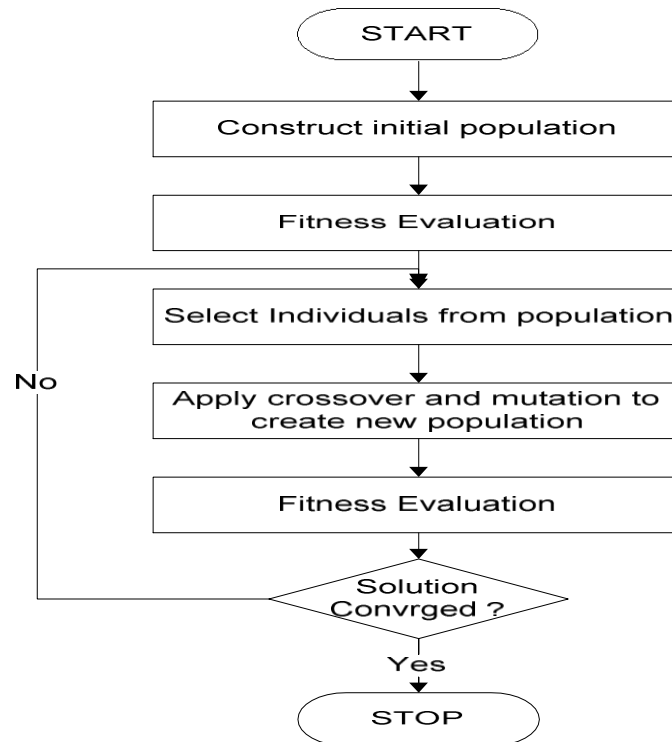 START
Construct initial population
Fitness Evaluation
Select Individuals from population
No
Apply crossover and mutation to
create new population
Fitness Evaluation
Solution
Convrged ?
Yes
STOP